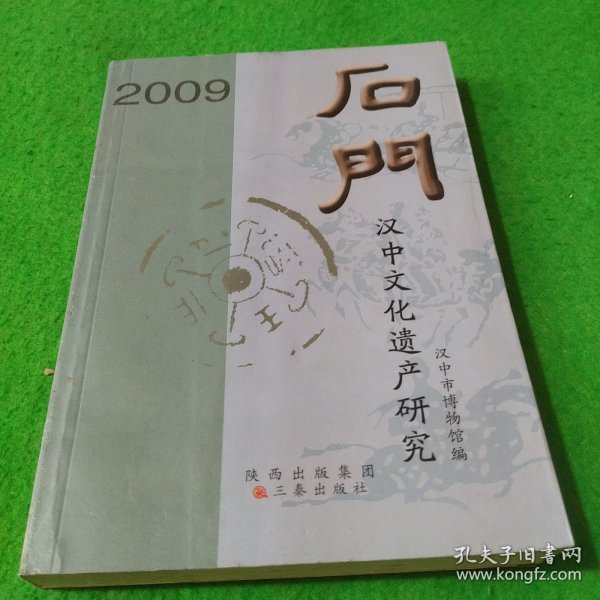 2009
石門
汉中文化遗产研究
汉中市博物馆编
陕西出版集团
三秦出版社
孔夫子旧书网
www.kongfz.com